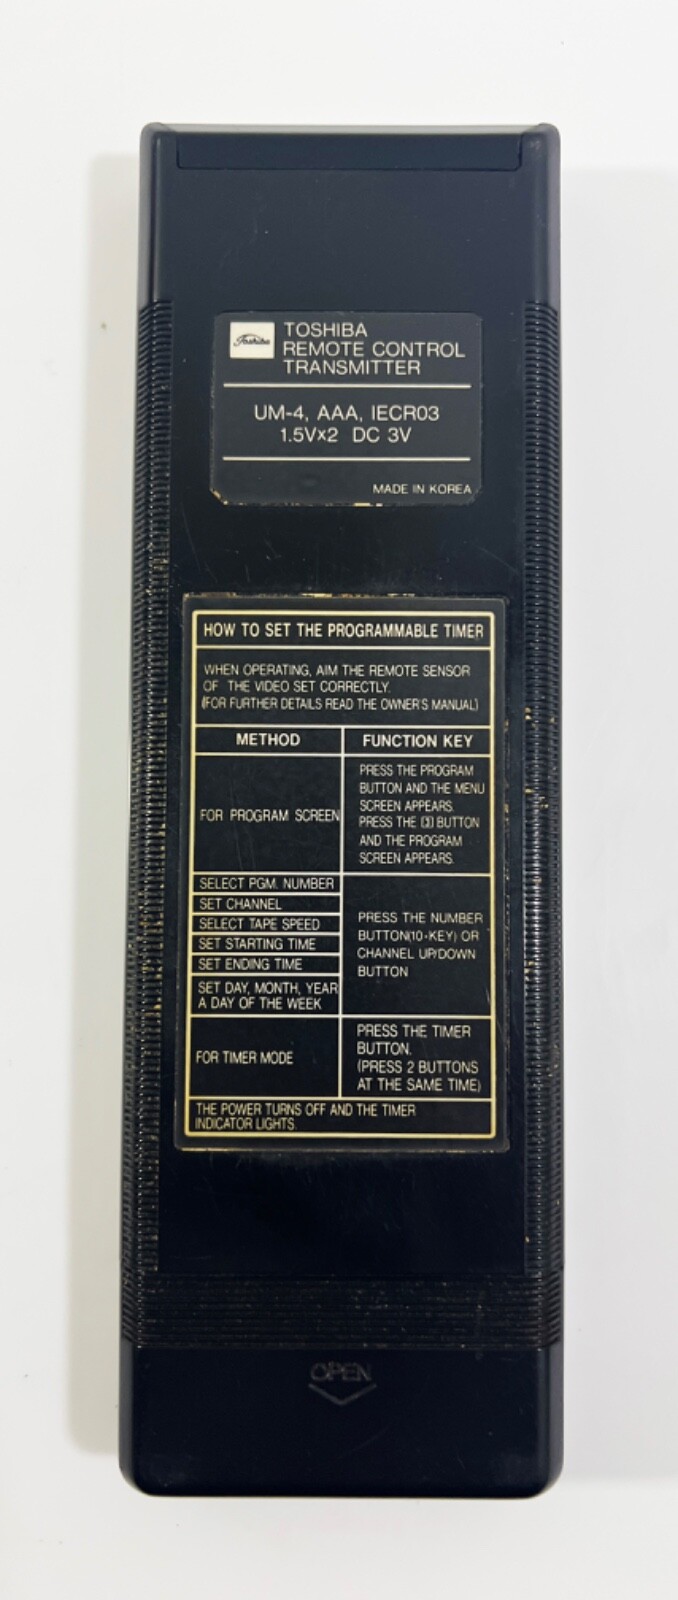 Toshiba
TOSHIBA
REMOTE CONTROL
TRANSMITTER
UM-4, AAA, IECR03
1.5V×2 DC 3V
MADE IN KOREA
HOW TO SET THE PROGRAMMABLE TIMER
WHEN OPERATING, AIM THE REMOTE SENSOR
OF THE VIDEO SET CORRECTLY.
(FOR FURTHER DETAILS READ THE OWNER'S MANUAL)
METHOD
FUNCTION KEY
FOR PROGRAM SCREEN
PRESS THE PROGRAM
BUTTON AND THE MENU
SCREEN APPEARS.
PRESS THE [3] BUTTON
AND THE PROGRAM
SCREEN APPEARS.
SELECT PGM. NUMBER
SET CHANNEL
SELECT TAPE SPEED
SET STARTING TIME
SET ENDING TIME
SET DAY, MONTH, YEAR
A DAY OF THE WEEK
PRESS THE NUMBER
BUTTON(10-KEY) OR
CHANNEL UP/DOWN
BUTTON
FOR TIMER MODE
PRESS THE TIMER
BUTTON.
(PRESS 2 BUTTONS
AT THE SAME TIME)
THE POWER TURNS OFF AND THE TIMER
INDICATOR LIGHTS.
OPEN